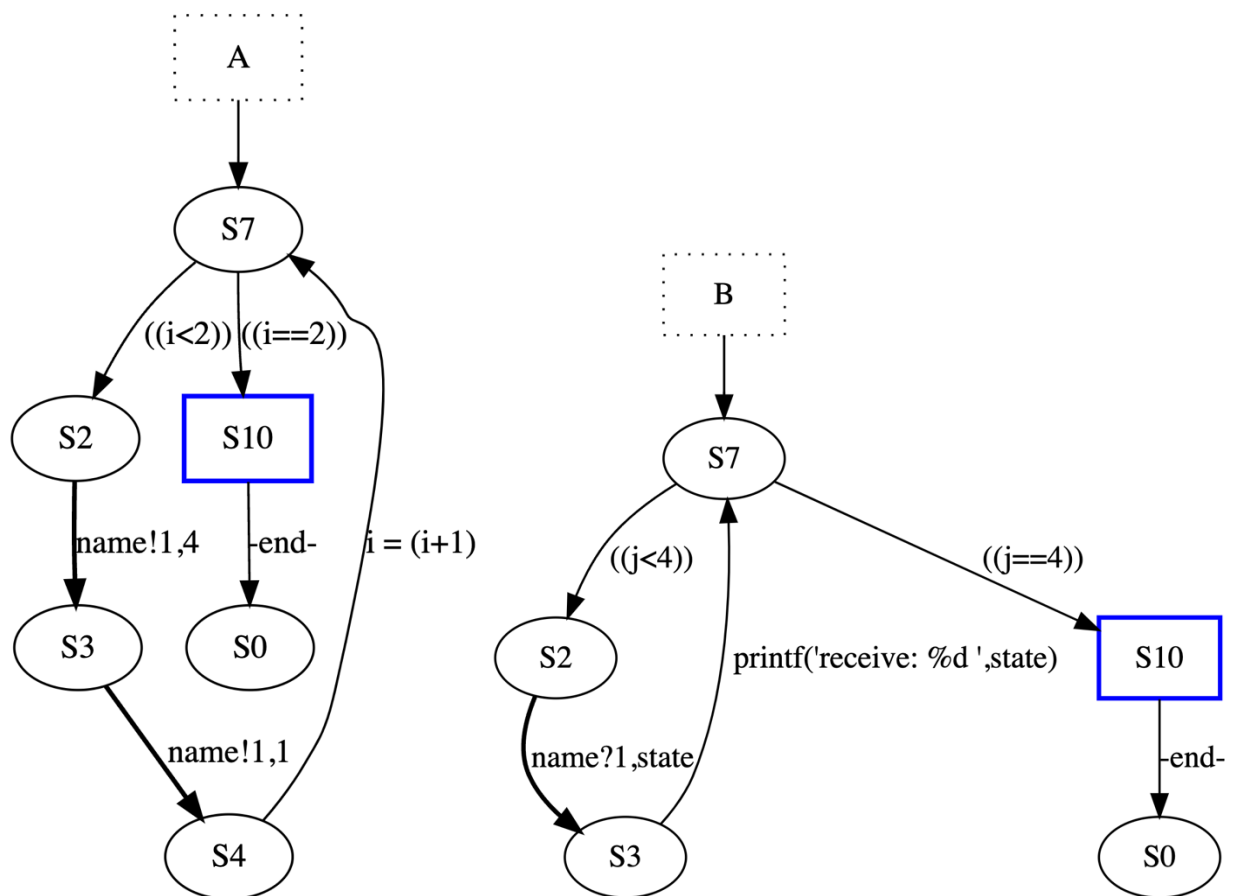 A
S7
((i<2))
((i==2))
S2
S10
name!1,4
-end-
i = (i+1)
S3
S0
name!1,1
S4
B
S7
((j<4))
((j==4))
S2
printf('receive: %d ',state)
S10
name?1,state
-end-
S3
S0